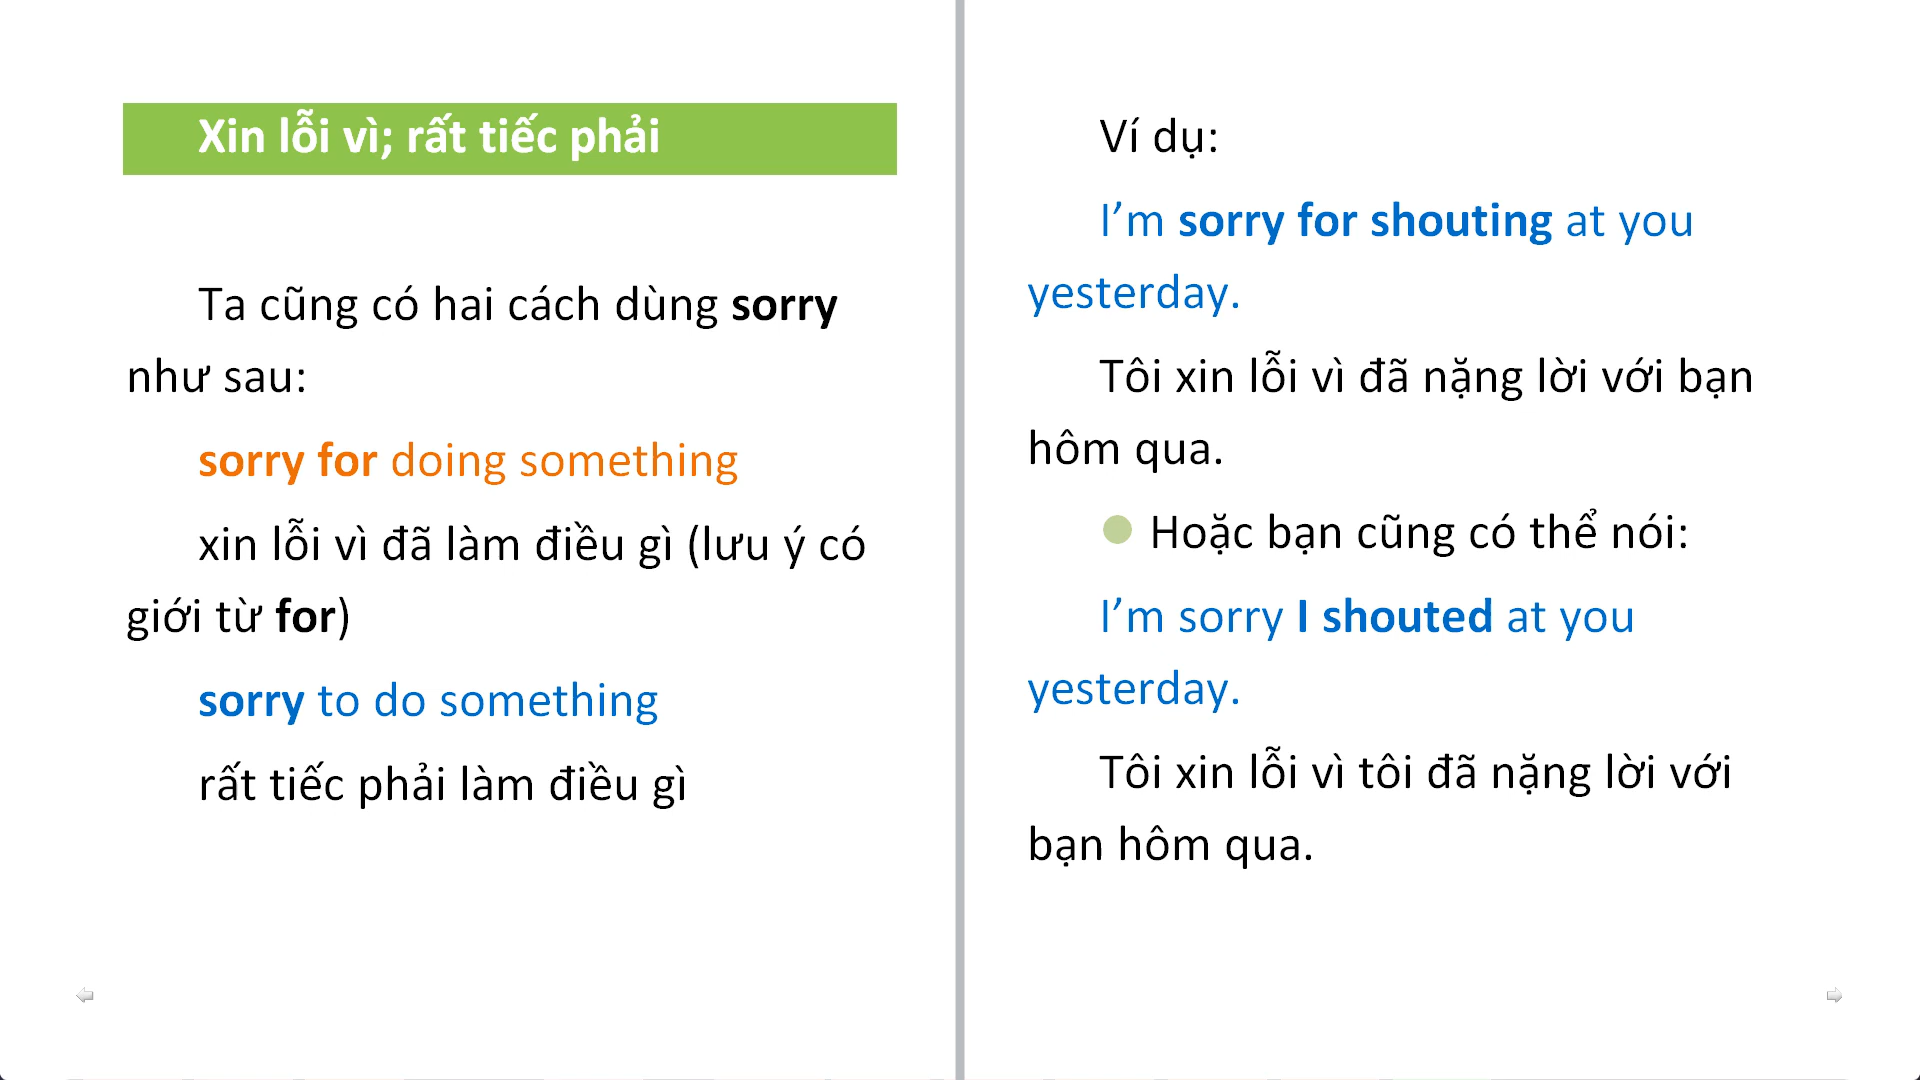 Xin lỗi vì; rất tiếc phải
Ta cũng có hai cách dùng sorry
như sau:
sorry for doing something
xin lỗi vì đã làm điều gì (lưu ý có
giới từ for)
sorry to do something
rất tiếc phải làm điều gì
Ví dụ:
I’m sorry for shouting at you
yesterday.
Tôi xin lỗi vì đã nặng lời với bạn
hôm qua.
Hoặc bạn cũng có thể nói:
I’m sorry I shouted at you
yesterday.
Tôi xin lỗi vì tôi đã nặng lời với
bạn hôm qua.